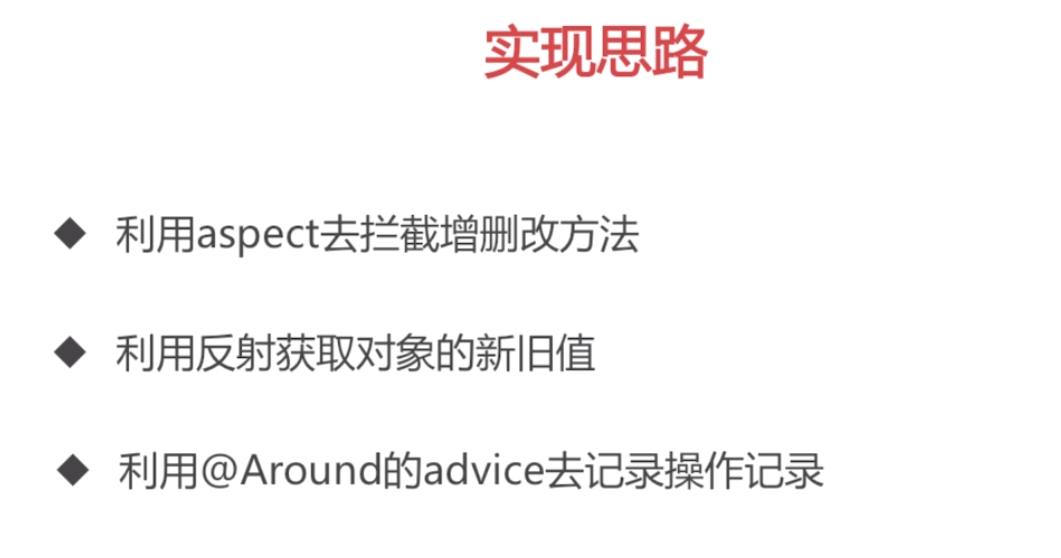 实现思路
◆ 利用aspect去拦截增删改方法
◆ 利用反射获取对象的新旧值
◆ 利用@Around的advice去记录操作记录